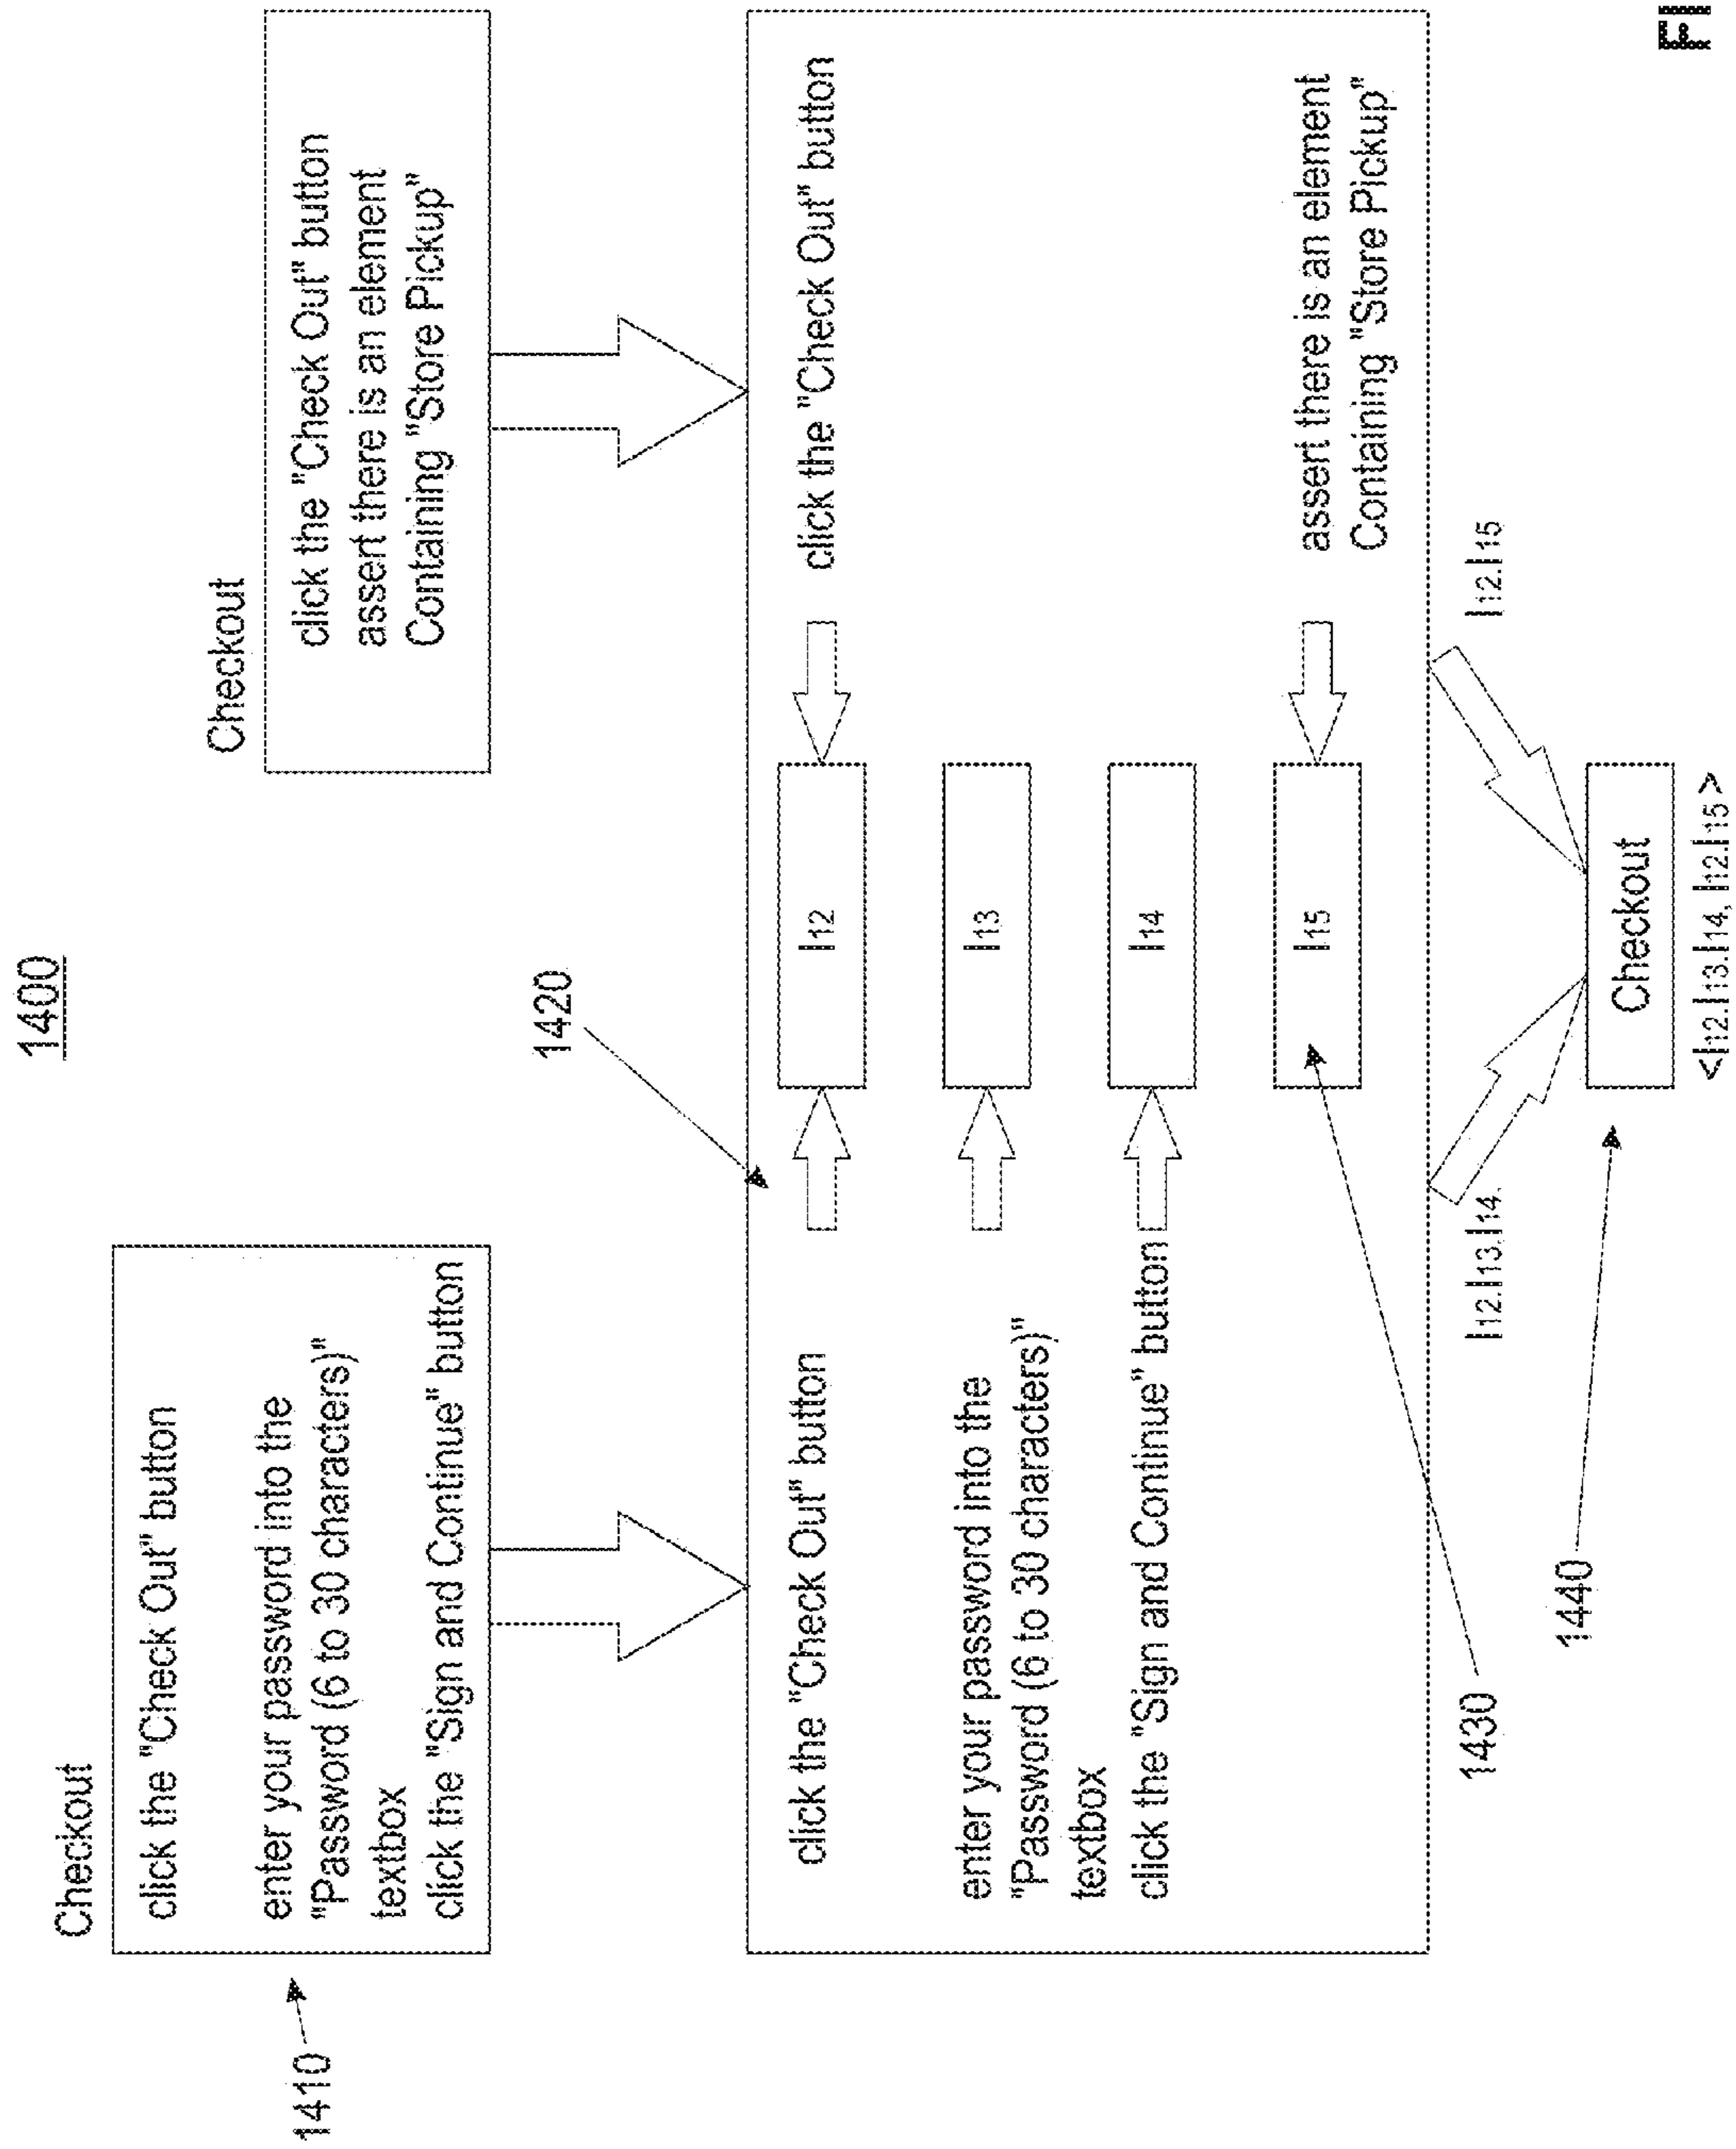 1400
Checkout
click the "Check Out" button
enter your password into the
"Password (6 to 30 characters)"
textbox
click the "Sign and Continue" button
1410
Checkout
click the "Check Out" button
assert there is an element
Containing "Store Pickup"
1420
click the "Check Out" button
I12
click the "Check Out" button
enter your password into the
"Password (6 to 30 characters)"
textbox
I13
click the "Sign and Continue" button
I14
I15
assert there is an element
Containing "Store Pickup"
1430
I12.I13.I14.
I12.I15
1440
Checkout
<I12.I13.I14, I12.I15>